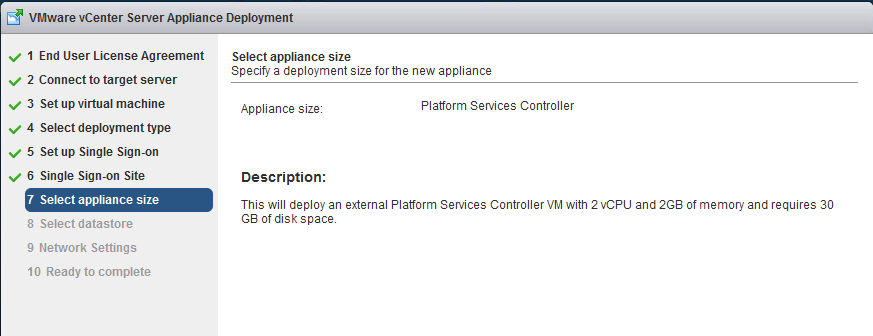 VMware vCenter Server Appliance Deployment
1 End User License Agreement
2 Connect to target server
3 Set up virtual machine
4 Select deployment type
5 Set up Single Sign-on
6 Single Sign-on Site
7 Select appliance size
8 Select datastore
9 Network Settings
10 Ready to complete
Select appliance size
Specify a deployment size for the new appliance
Appliance size: Platform Services Controller
Description:
This will deploy an external Platform Services Controller VM with 2 vCPU and 2GB of memory and requires 30
GB of disk space.